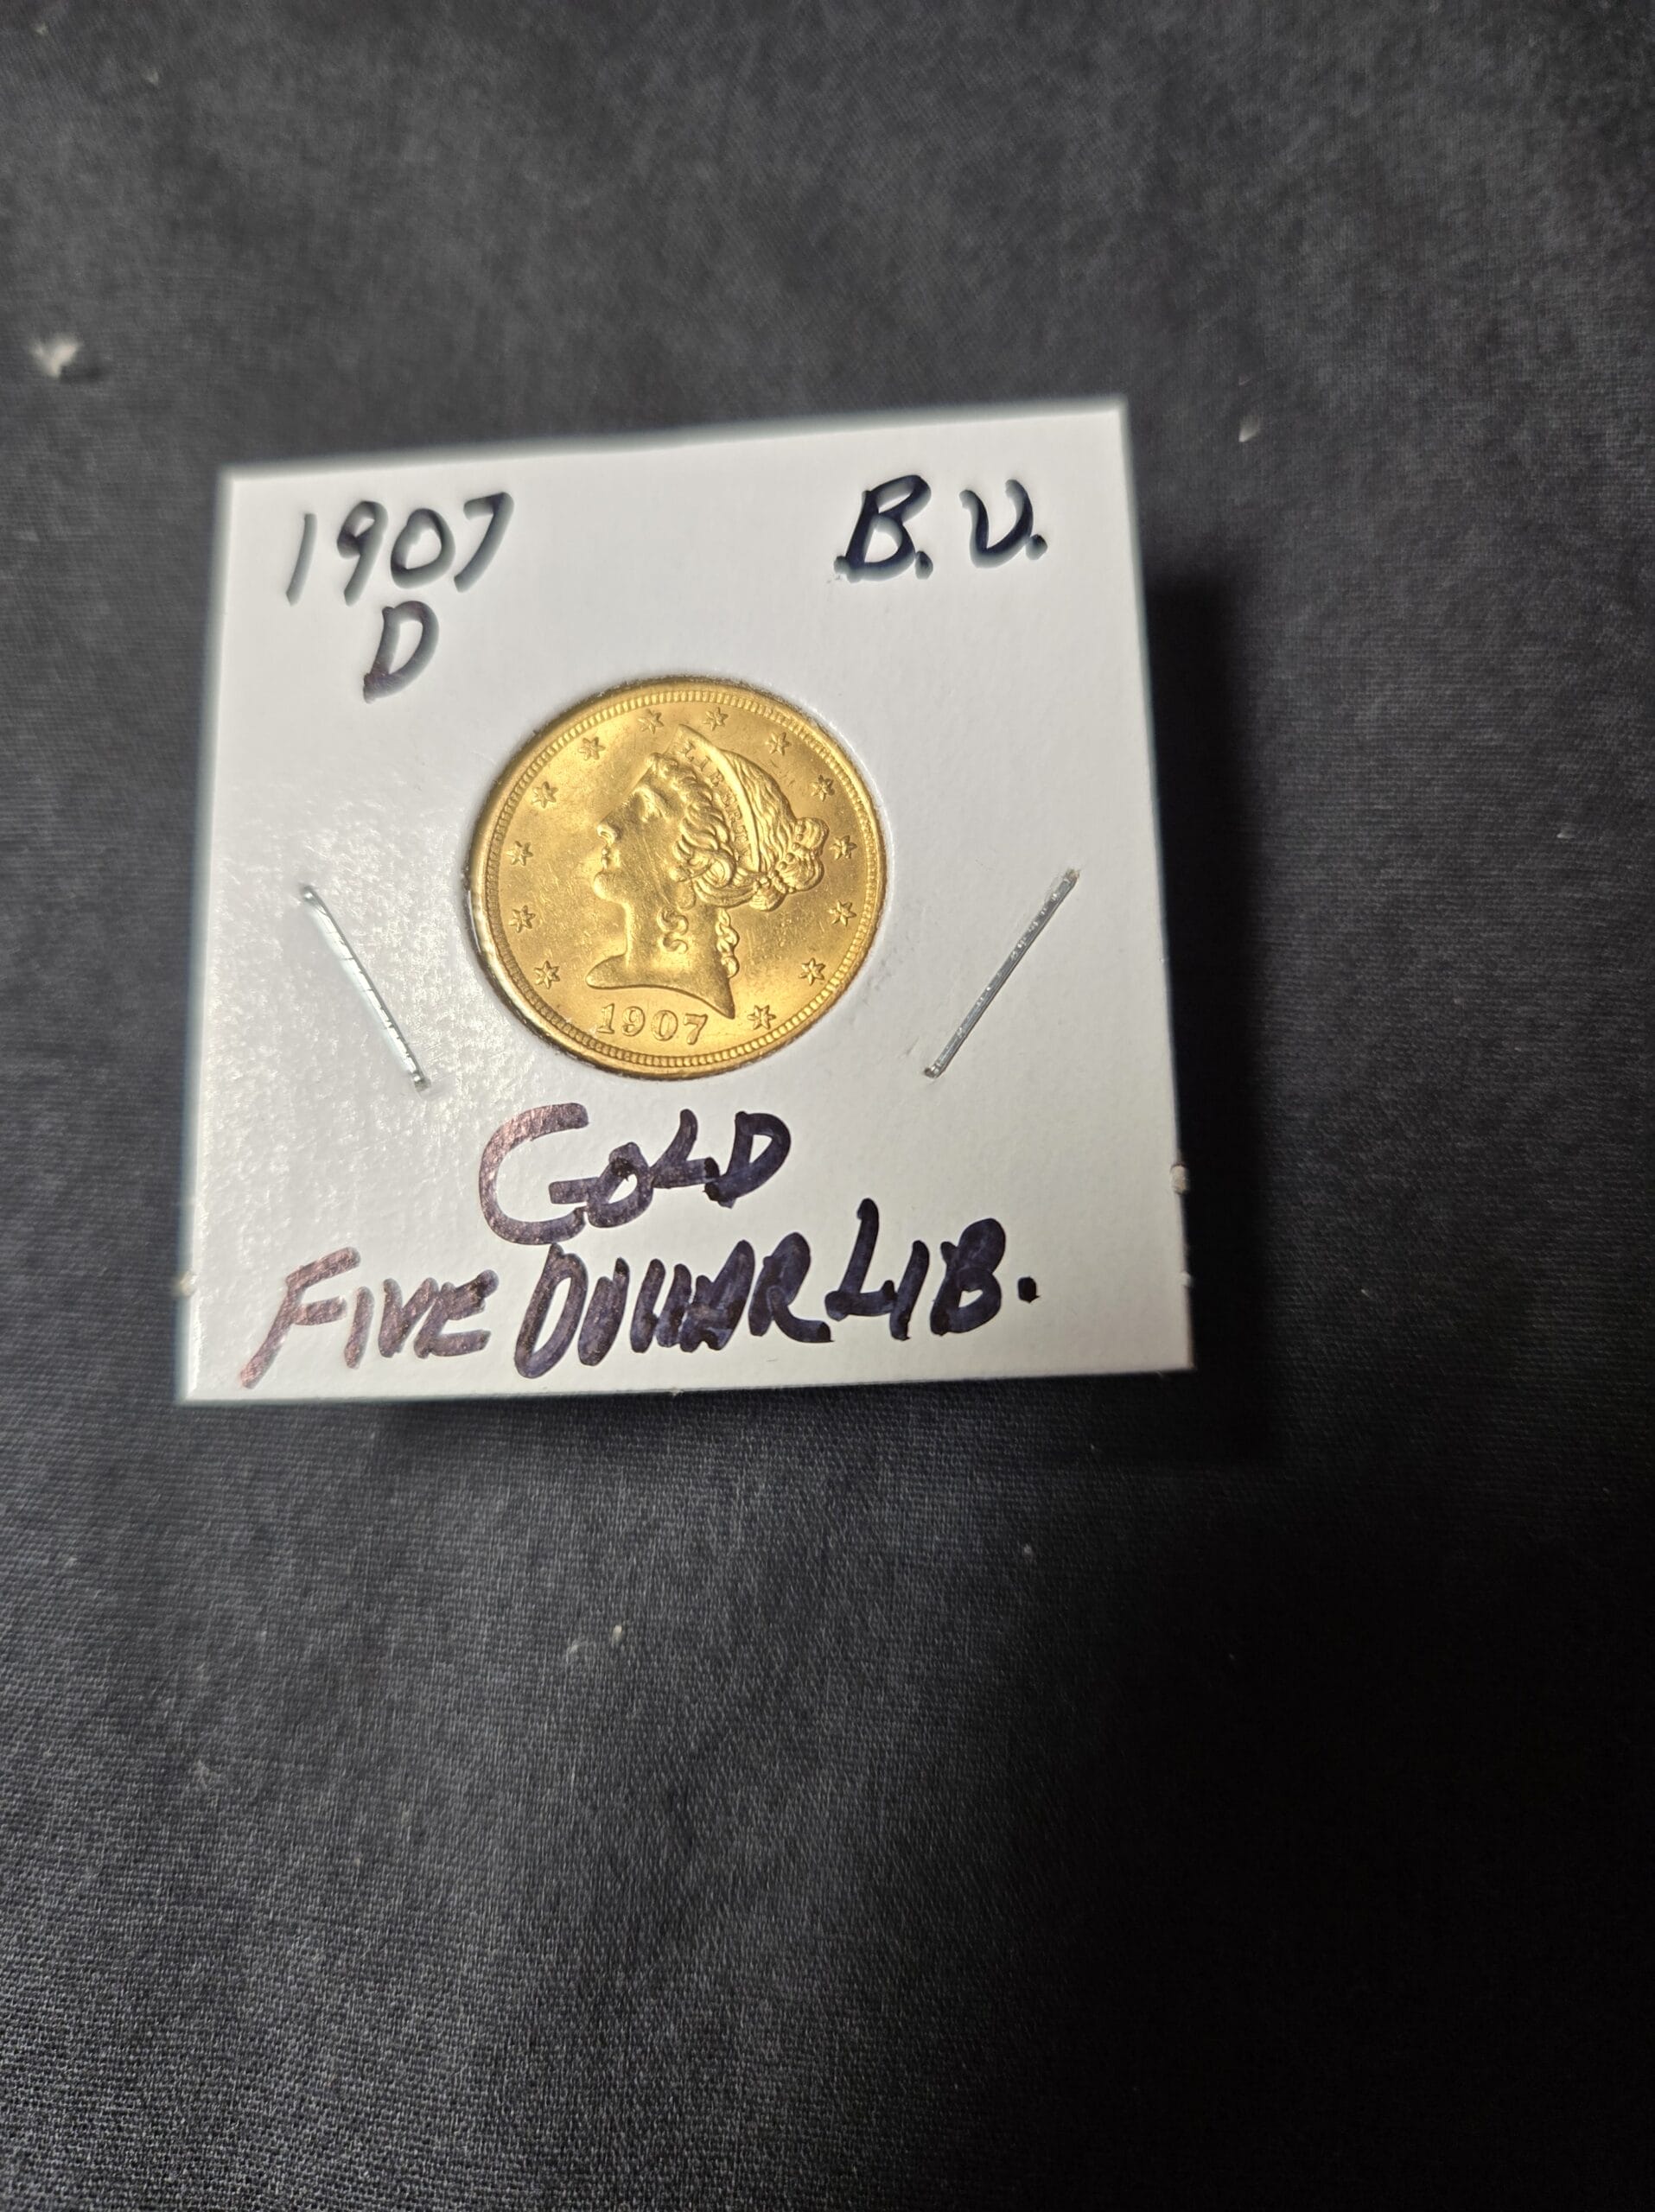 1907 B.U.
D
LIBERTY
1907
GOLD
FIVE DOLLAR LIB.